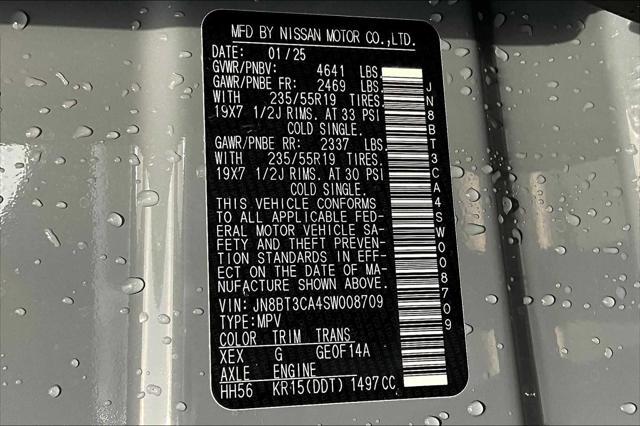 MFD BY NISSAN MOTOR CO.,LTD.
DATE: 01/25
GVWR/PNBV: 4641 LBS.
GAWR/PNBE FR: 2469 LBS.
WITH 235/55R19 TIRES.
19X7 1/2J RIMS. AT 33 PSI
COLD SINGLE.
GAWR/PNBE RR: 2337 LBS.
WITH 235/55R19 TIRES.
19X7 1/2J RIMS. AT 30 PSI
COLD SINGLE.
THIS VEHICLE CONFORMS
TO ALL APPLICABLE FED-
ERAL MOTOR VEHICLE SA-
FETY AND THEFT PREVEN-
TION STANDARDS IN EFF-
ECT ON THE DATE OF MA-
NUFACTURE SHOWN ABOVE.
VIN: JN8BT3CA4SW008709
TYPE:MPV
COLOR TRIM TRANS
XEX G GE0F14A
AXLE ENGINE
HH56 KR15(DDT) 1497CC
JN8BT3CA4SW008709